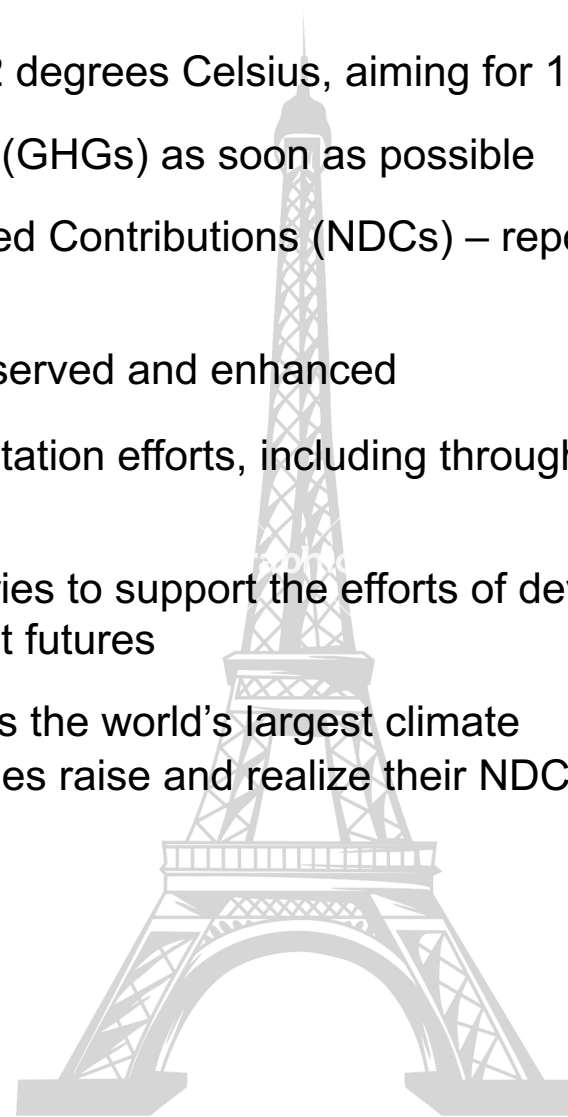 2 degrees Celsius, aiming for 1
(GHGs) as soon as possible
ed Contributions (NDCs) – repo
served and enhanced
tation efforts, including through
ries to support the efforts of dev
t futures
s the world’s largest climate
es raise and realize their NDC